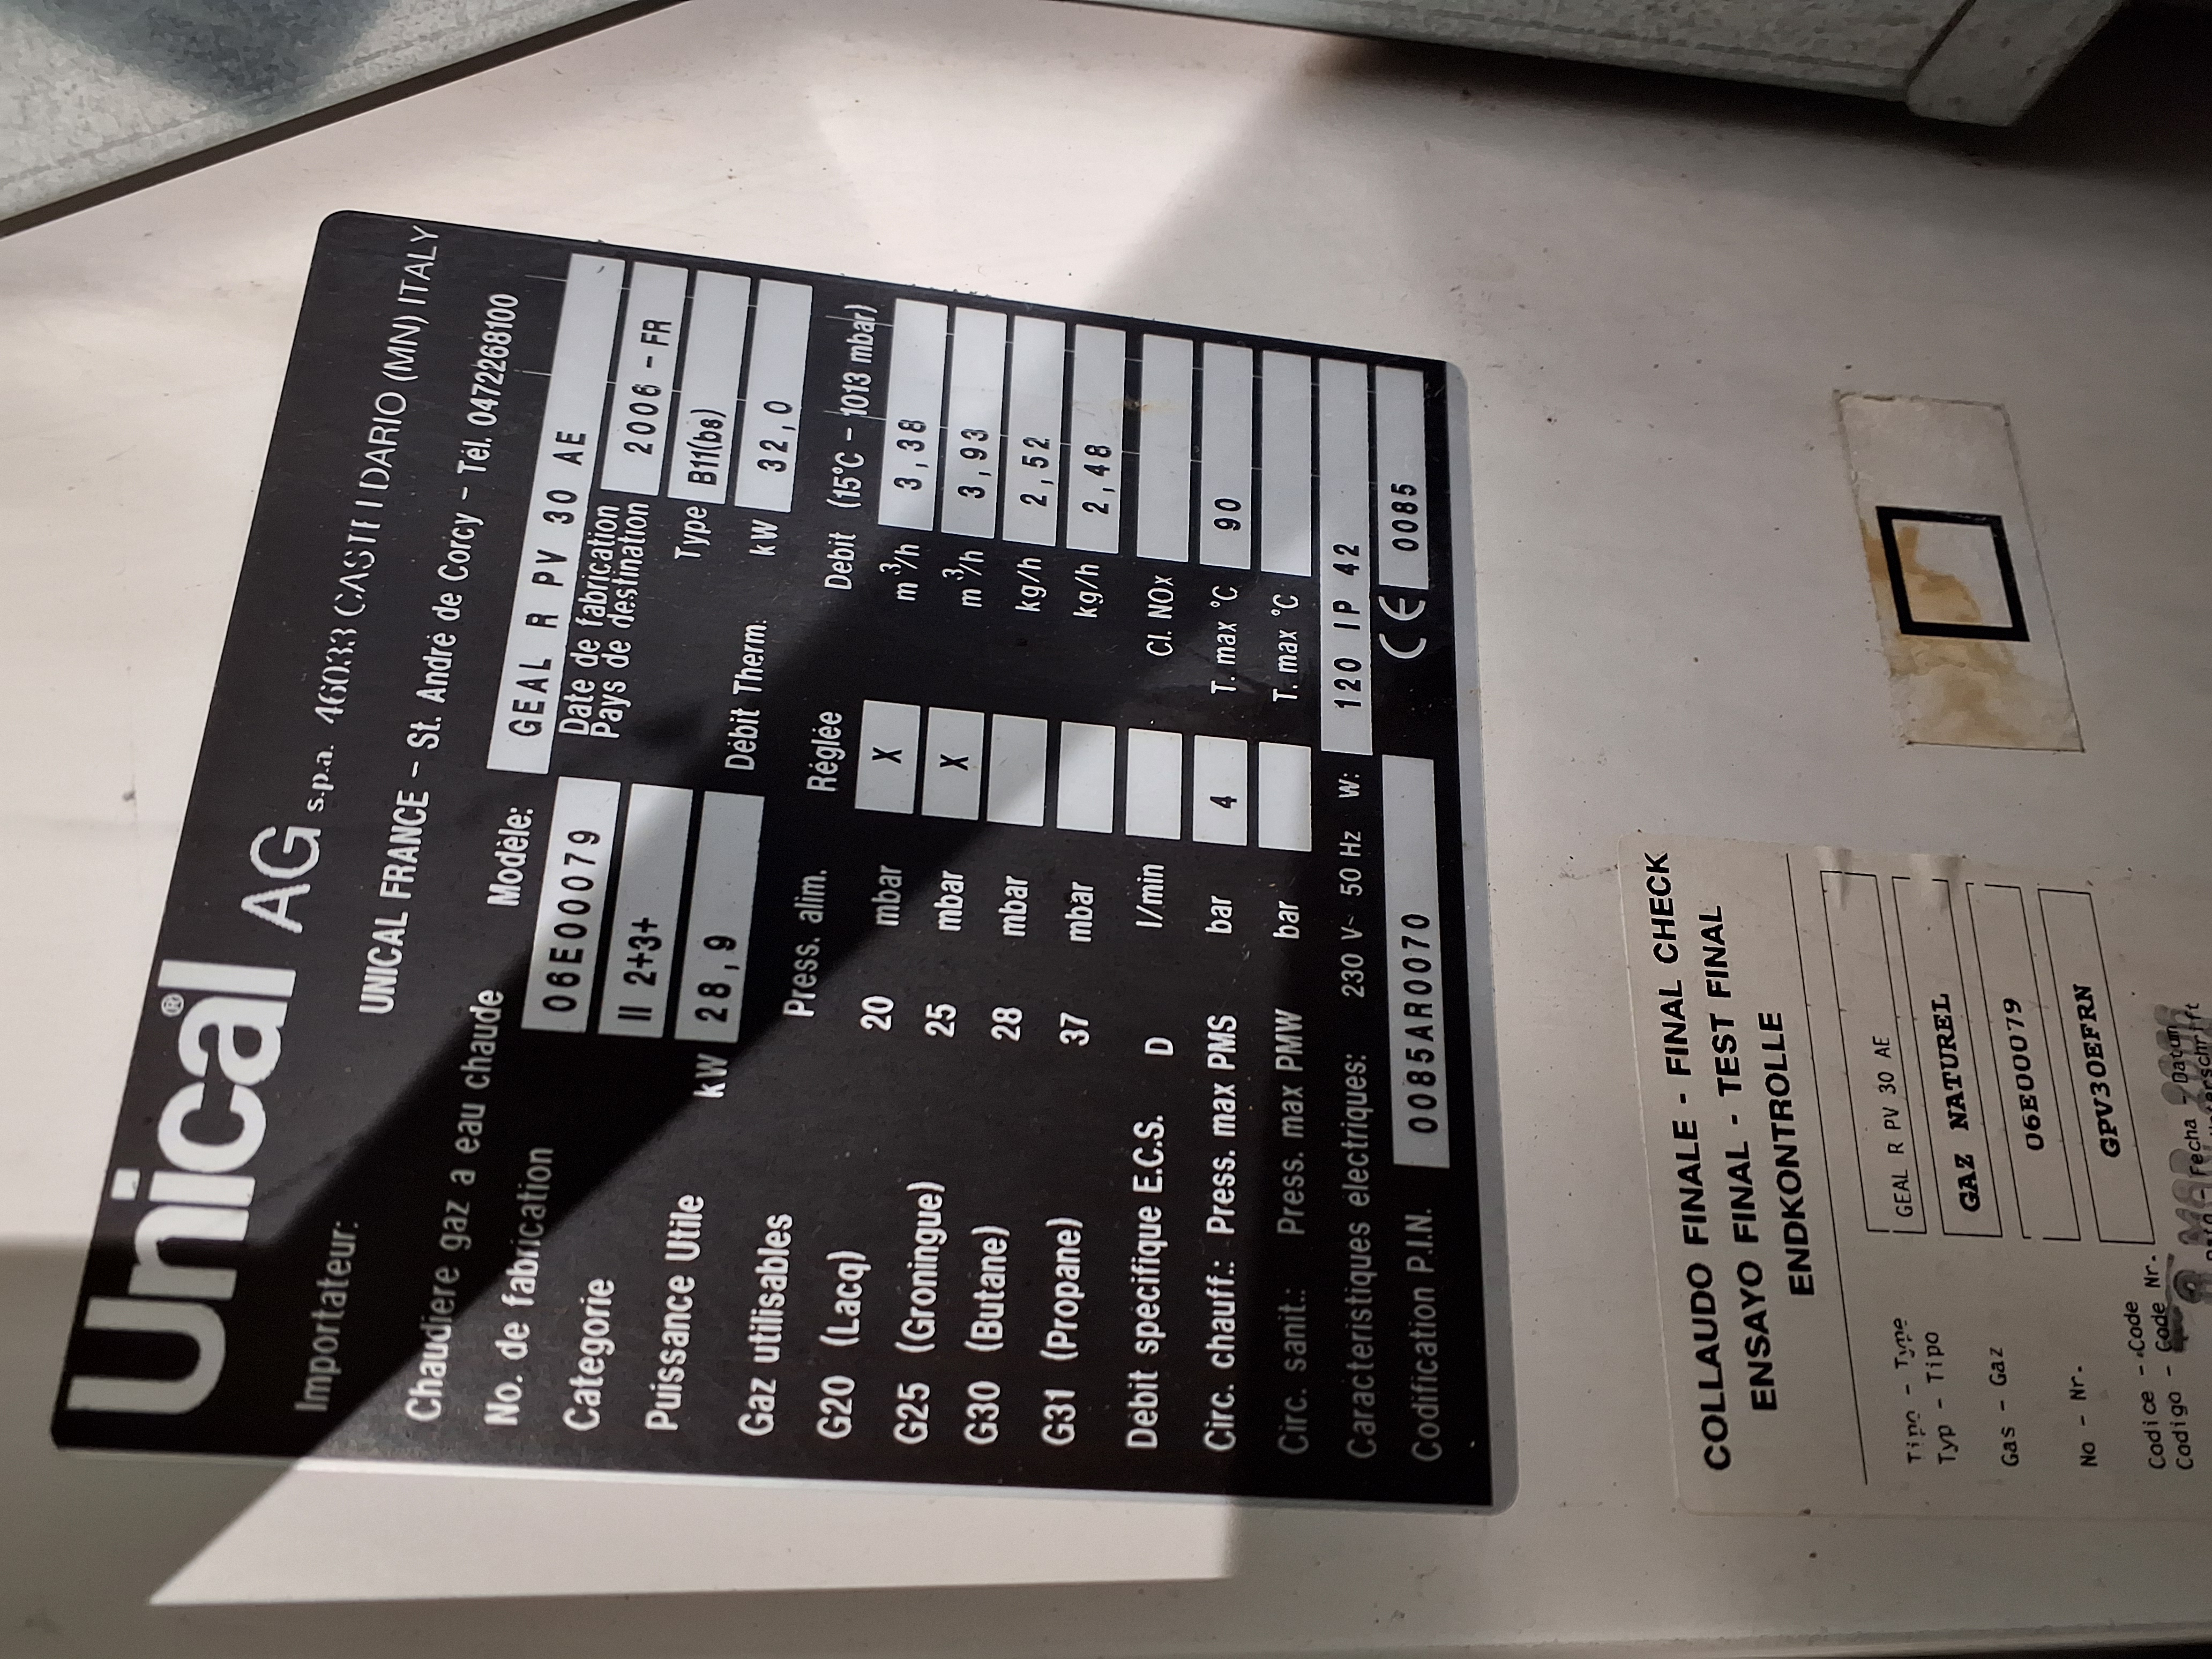 Unical® AG s.p.a. 46033 CASTEL DARIO (MN) ITALY
Importateur: UNICAL FRANCE - St. André de Corcy - Tél. 0472268100
Chaudière gaz a eau chaude Modèle: GEAL R PV 30 AE
No. de fabrication 06E00079 Date de fabrication 2006 - FR
Pays de destination
Categorie II 2+3+ Type B11(bs)
Puissance Utile kW 28,9 Débit Therm. kW 32,0
Gaz utilisables Press. alim. Réglée Débit (15°C - 1013 mbar)
G20 (Lacq) 20 mbar X m³/h 3,38
G25 (Groningue) 25 mbar X m³/h 3,93
G30 (Butane) 28 mbar kg/h 2,52
G31 (Propane) 37 mbar kg/h 2,48
Débit specifique E.C.S. D l/min Cl. NOx
Circ. chauff.: Press. max PMS bar 4 T. max °C 90
Circ. sanit.: Press. max PMW bar T. max °C
Caracteristiques électriques: 230 V~ 50 Hz W: 120 IP 42
Codification P.I.N. 0085AR0070 CE 0085
COLLAUDO FINALE - FINAL CHECK
ENSAYO FINAL - TEST FINAL
ENDKONTROLLE
Tipo - Type
Typ - Tipo GEAL R PV 30 AE
Gas - Gaz GAZ NATUREL
No - Nr. 06E00079
Codice - Code
Codigo - Code Nr. GPV30EFRN
Fecha - Datum